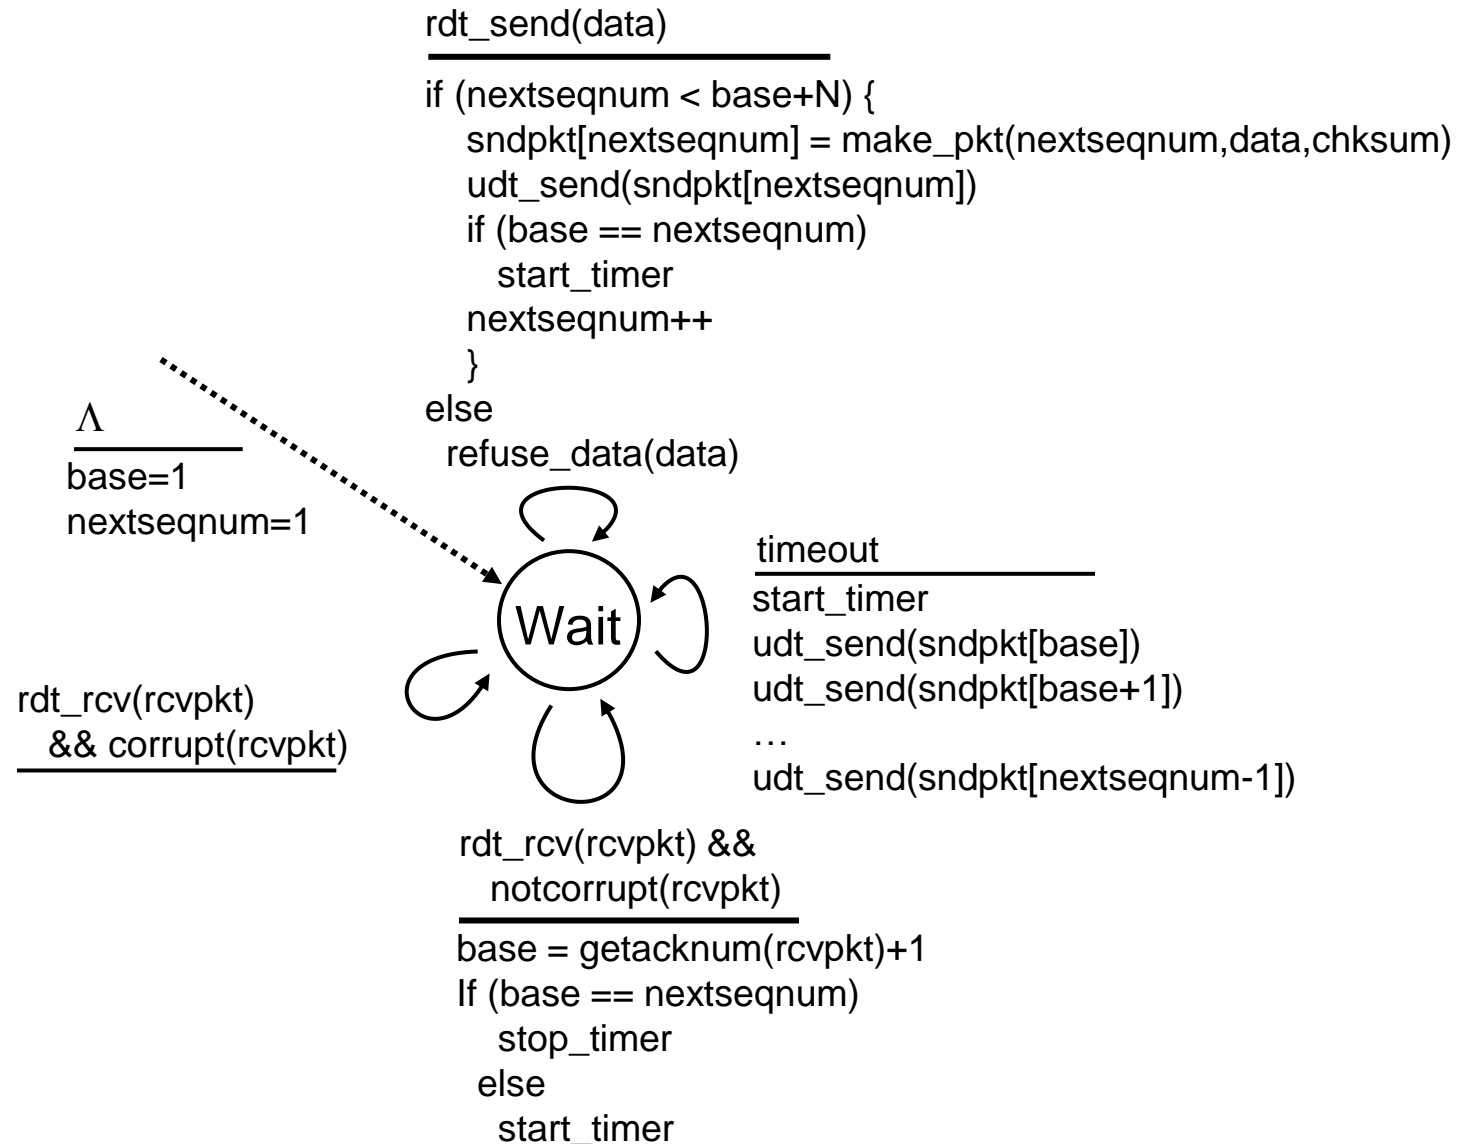 rdt_send(data)
if (nextseqnum < base+N) {
sndpkt[nextseqnum] = make_pkt(nextseqnum,data,chksum)
udt_send(sndpkt[nextseqnum])
if (base == nextseqnum)
start_timer
nextseqnum++
}
else
refuse_data(data)
Λ
base=1
nextseqnum=1
Wait
timeout
start_timer
udt_send(sndpkt[base])
udt_send(sndpkt[base+1])
…
udt_send(sndpkt[nextseqnum-1])
rdt_rcv(rcvpkt)
&& corrupt(rcvpkt)
rdt_rcv(rcvpkt) &&
notcorrupt(rcvpkt)
base = getacknum(rcvpkt)+1
If (base == nextseqnum)
stop_timer
else
start_timer